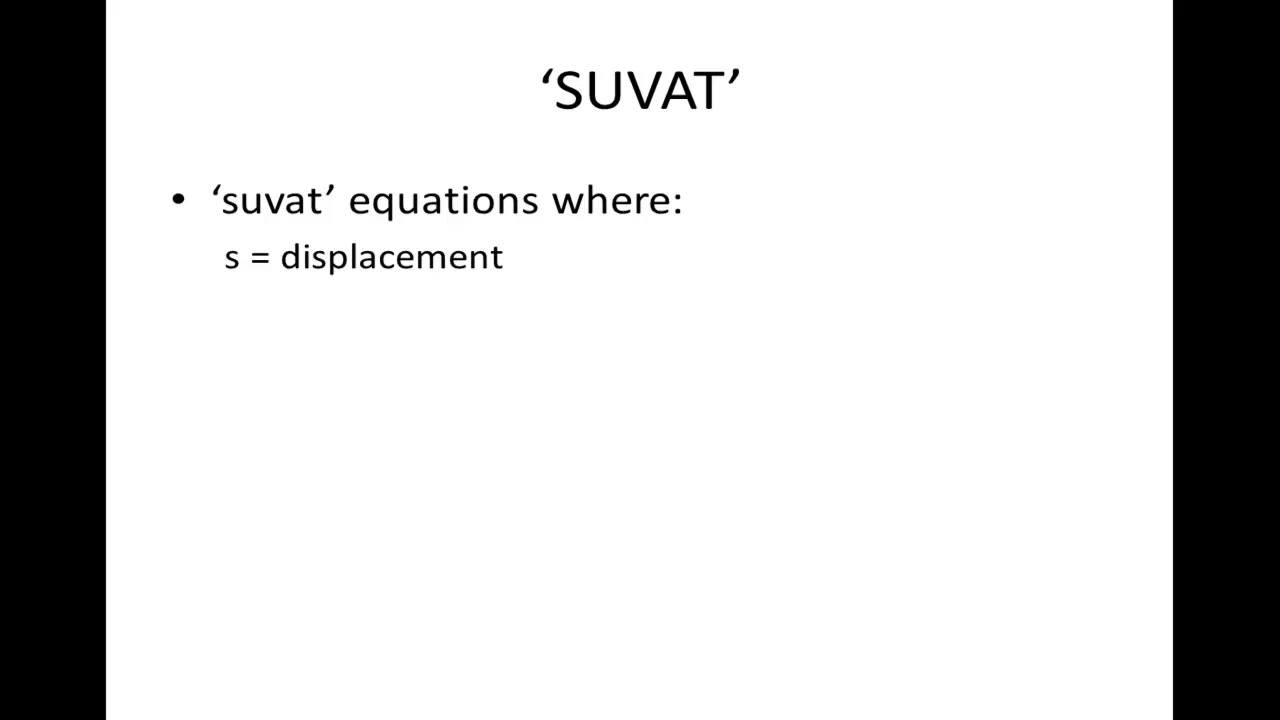 ‘SUVAT’
• ‘suvat’ equations where:
s = displacement